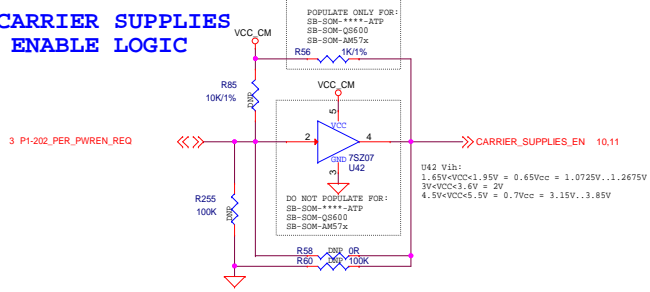 CARRIER SUPPLIES
ENABLE LOGIC
POPULATE ONLY FOR:
SB-SOM-****-ATP
SB-SOM-QS600
SB-SOM-AM57x
VCC_CM
R56 1K/1%
R85
10K/1%
DNP
VCC_CM
5
VCC
3 P1-202_PER_PWREN_REQ
2
4
CARRIER_SUPPLIES_EN 10,11
GND
3
7SZ07
U42
U42 Vih:
1.65V<VCC<1.95V = 0.65Vcc = 1.0725V..1.2675V
3V<VCC<3.6V = 2V
4.5V<VCC<5.5V = 0.7Vcc = 3.15V..3.85V
R255
100K
DNP
DO NOT POPULATE FOR:
SB-SOM-****-ATP
SB-SOM-QS600
SB-SOM-AM57x
R58 DNP 0R
R60 DNP 100K